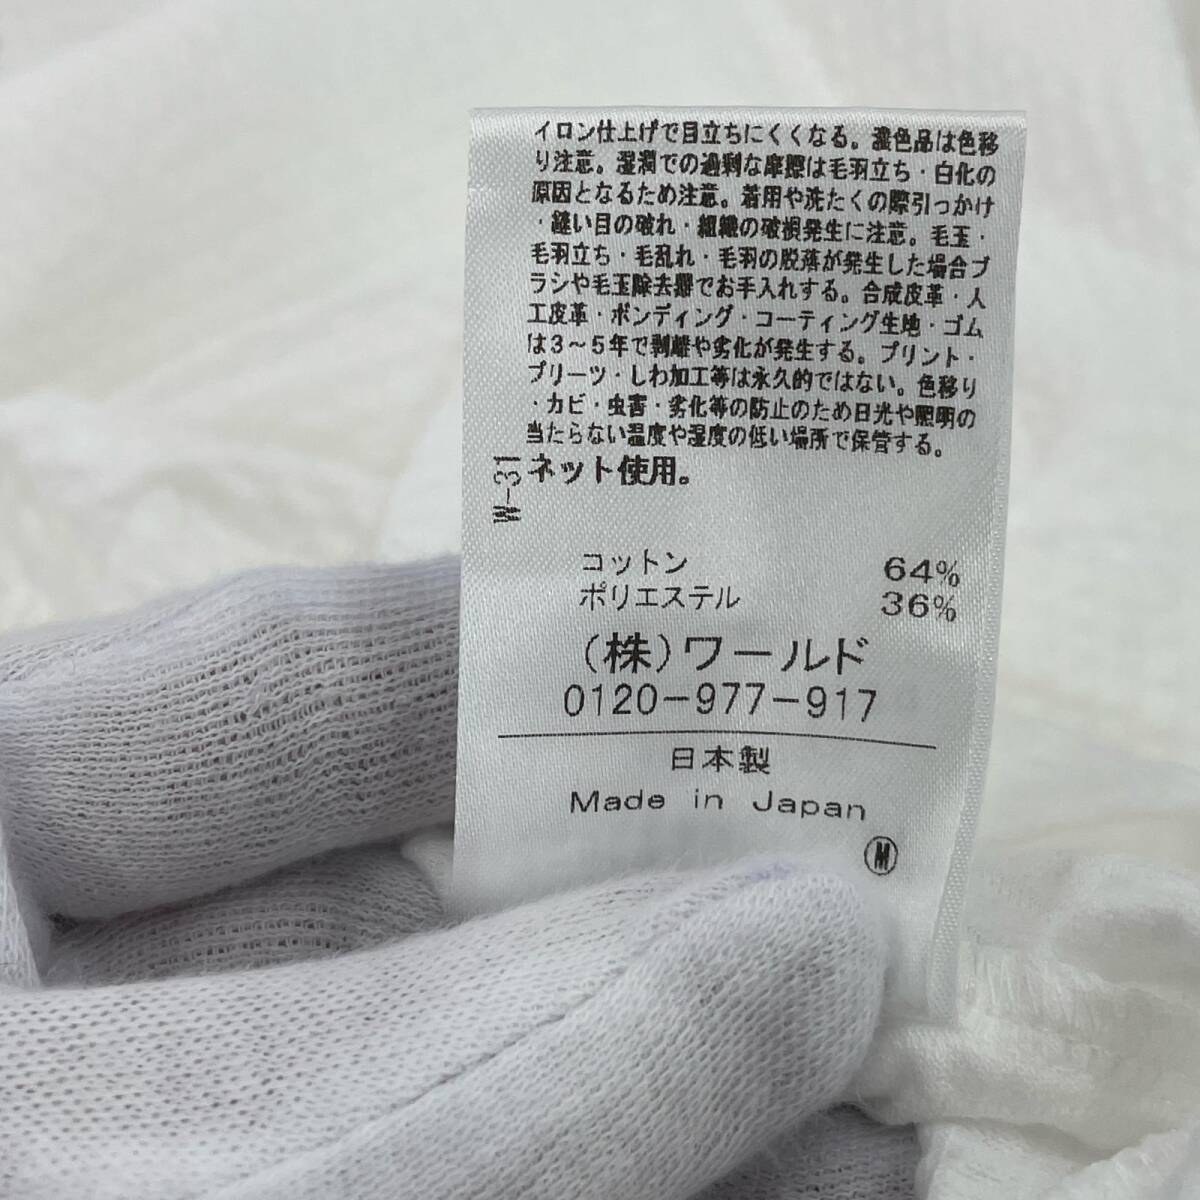 イロン仕上げで目立ちにくくなる。濃色品は色移
り注意。湿潤での過剰な摩擦は毛羽立ち・白化の
原因となるため注意。着用や洗たくの際引っかけ
・縫い目の破れ・組織の破損発生に注意。毛玉・
毛羽立ち・毛乱れ・毛羽の脱落が発生した場合ブ
ラシや毛玉除去器でお手入れする。合成皮革・人
工皮革・ボンディング・コーティング生地・ゴム
は3～5年で剥離や劣化が発生する。プリント・
プリーツ・しわ加工等は永久的ではない。色移り
・カビ・虫害・劣化等の防止のため日光や照明の
当たらない温度や湿度の低い場所で保管する。
ネット使用。
W-31
コットン 64%
ポリエステル 36%
(株)ワールド
0120-977-917
日本製
Made in Japan
M